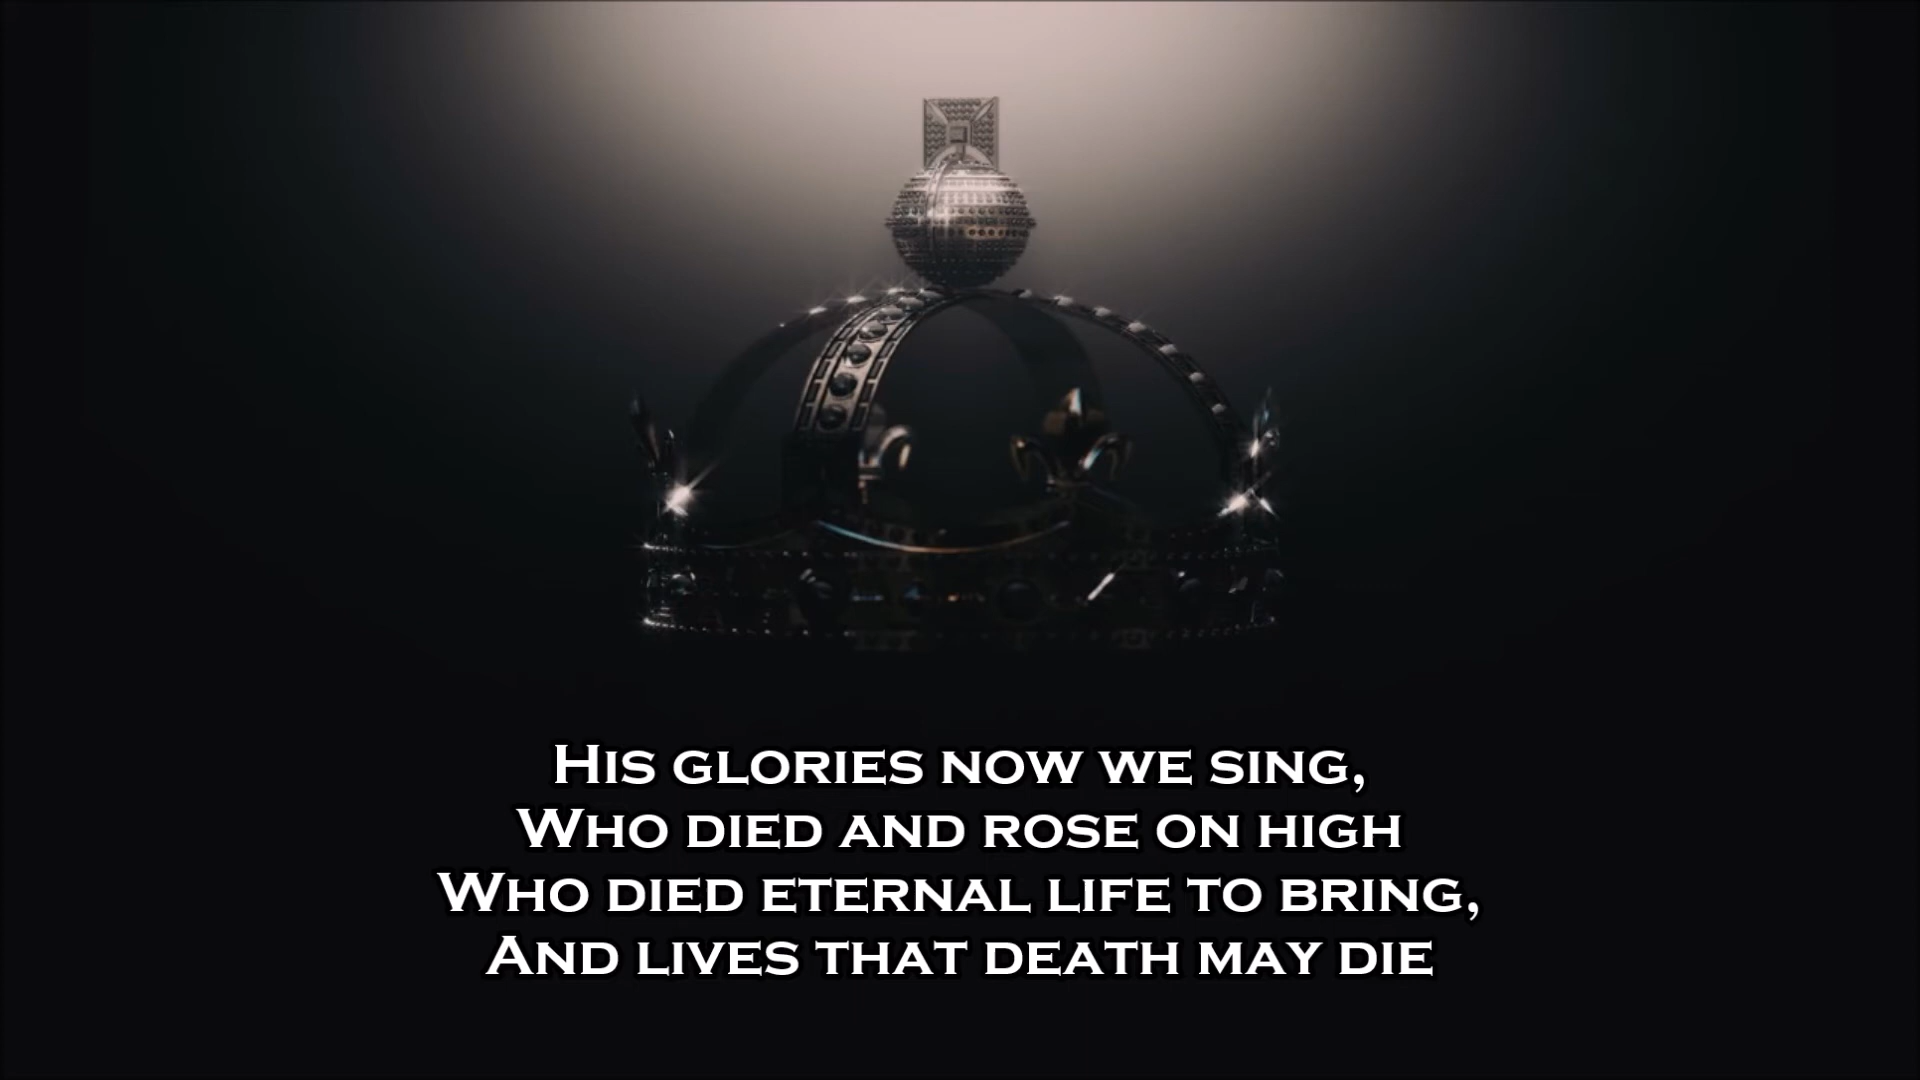 His glories now we sing,
Who died and rose on high
Who died eternal life to bring,
And lives that death may die